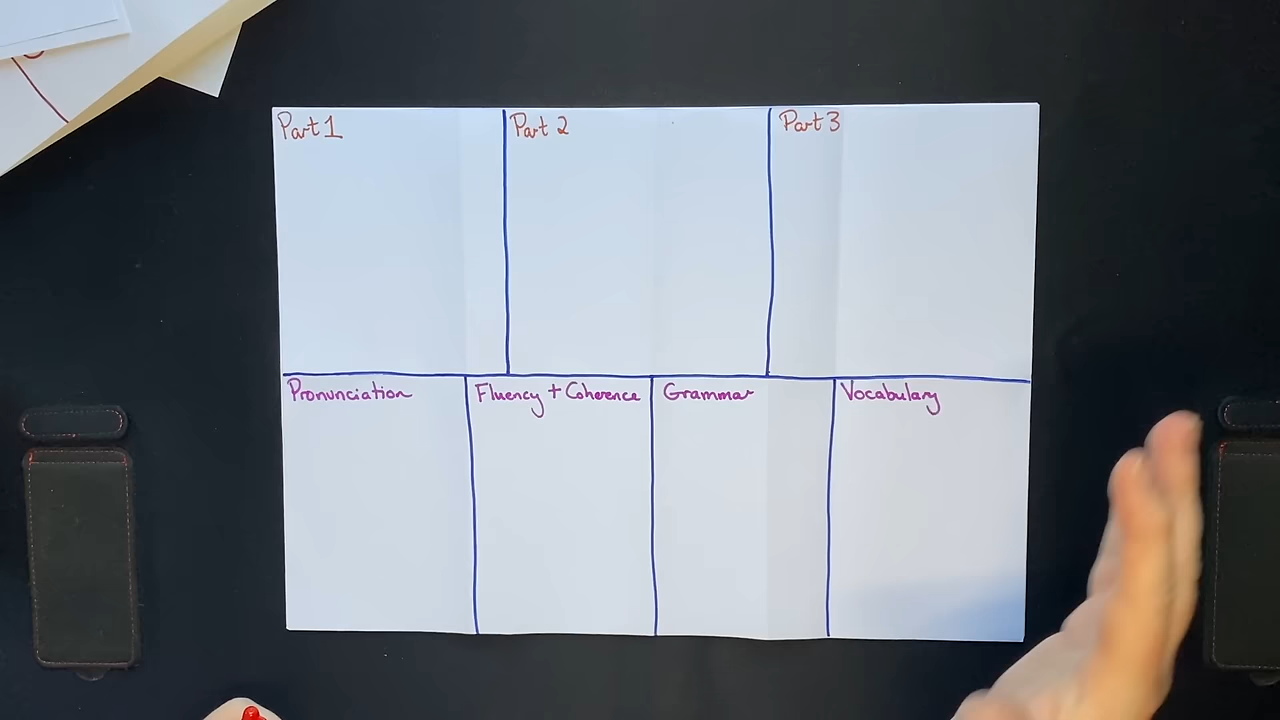 Part 1
Part 2
Part 3
Pronunciation
Fluency + Coherence
Grammar
Vocabulary